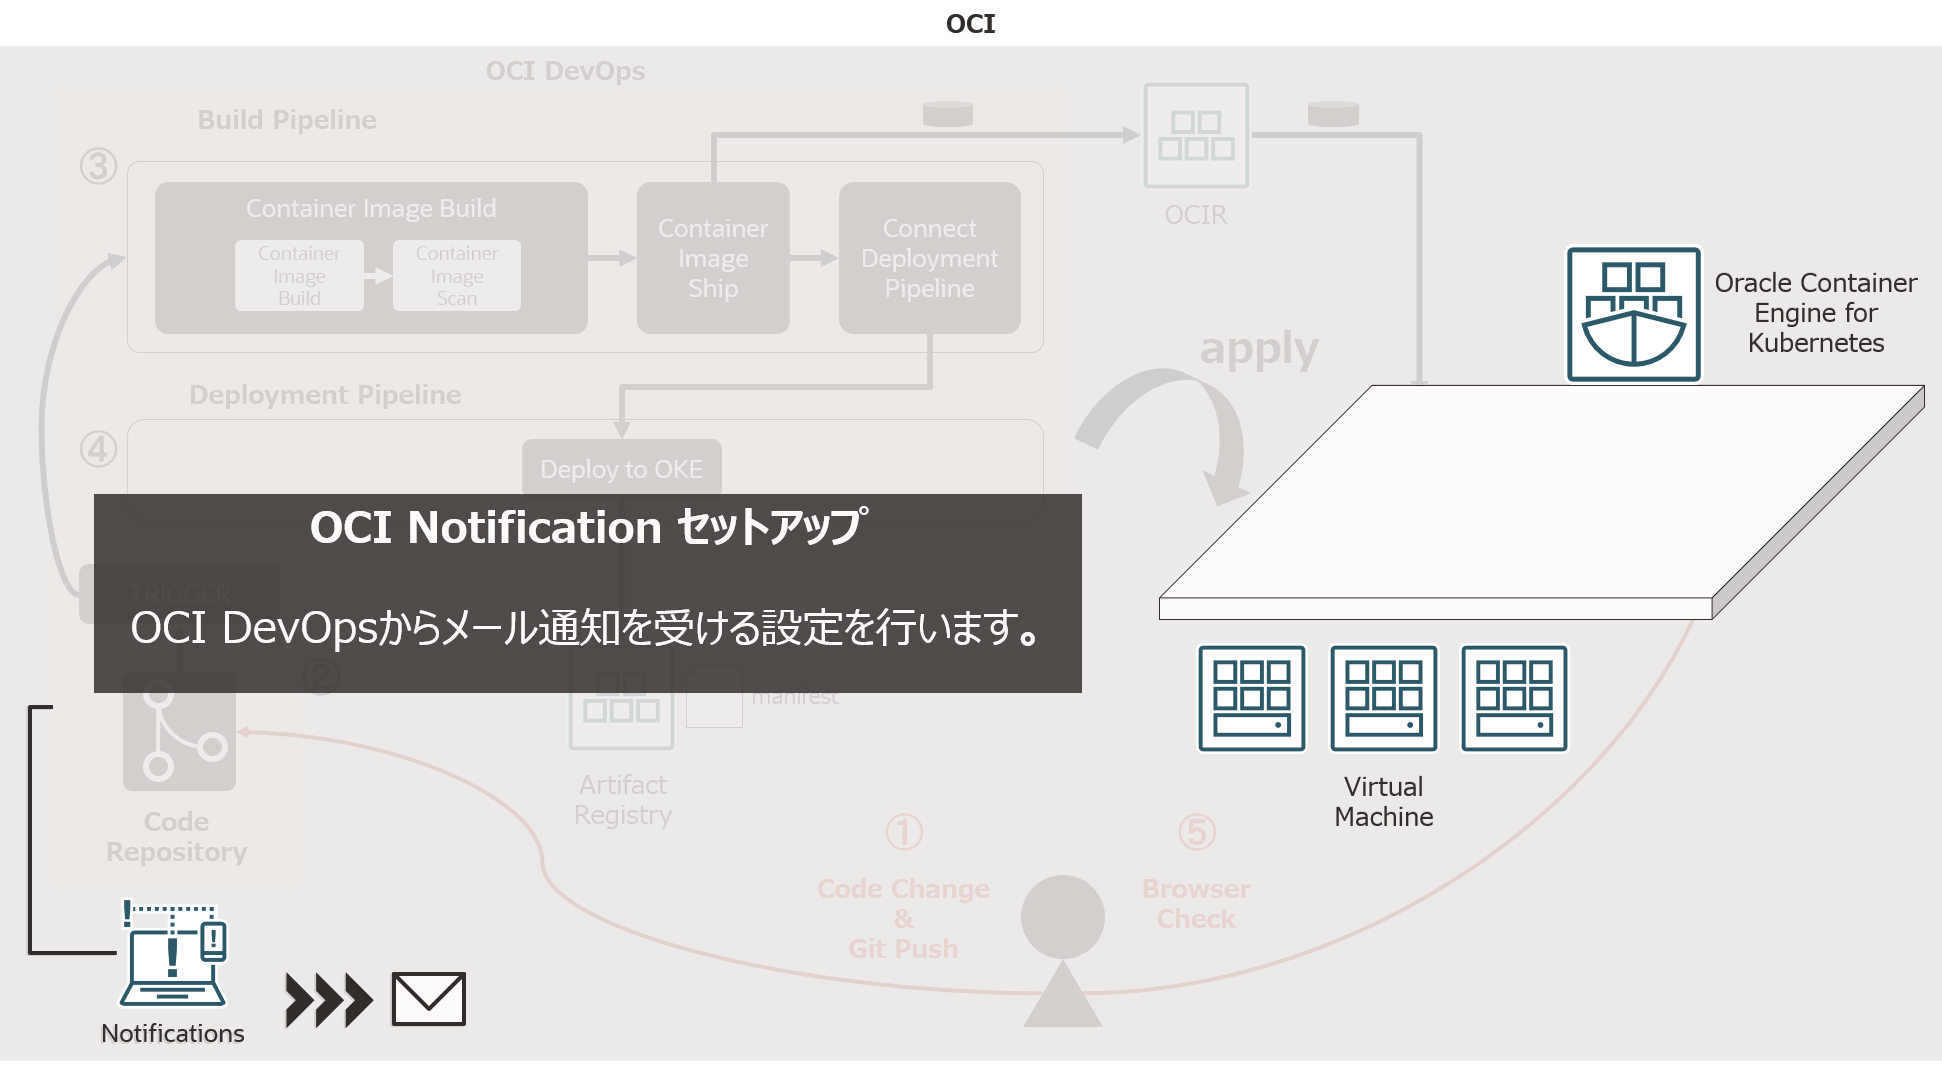 OCI
OCI DevOps
Build Pipeline
③
Container Image Build
Container
Image
Build
Container
Image
Scan
Container
Image
Ship
Connect
Deployment
Pipeline
OCIR
Oracle Container
Engine for
Kubernetes
apply
Deployment Pipeline
④
Deploy to OKE
OCI Notification セットアップ
TRIGGER
OCI DevOpsからメール通知を受ける設定を行います。
②
manifest
Artifact
Registry
Code
Repository
Virtual
Machine
①
Code Change
&
Git Push
⑤
Browser
Check
Notifications